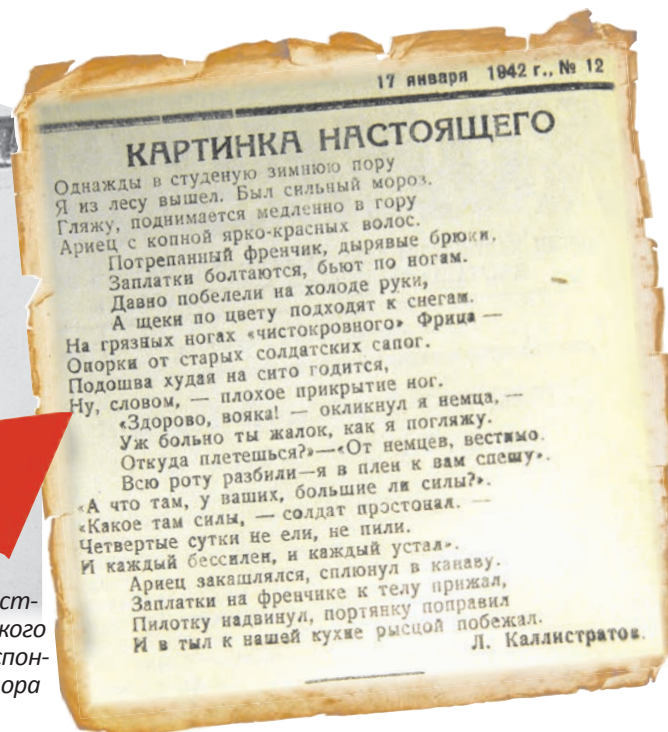 17 января 1942 г., № 12
КАРТИНКА НАСТОЯЩЕГО
Однажды в студеную зимнюю пору
Я из лесу вышел. Был сильный мороз.
Гляжу, поднимается медленно в гору
Ариец с копной ярко-красных волос.
Потрепанный френчик, дырявые брюки,
Заплатки болтаются, бьют по ногам.
Давно побелели на холоде руки,
А щеки по цвету подходят к снегам.
На грязных ногах «чистокровного» Фрица —
Опорки от старых солдатских сапог.
Подошва худая на сито годится,
Ну, словом, — плохое прикрытие ног.
«Здорово, вояка! — окликнул я немца, —
Уж больно ты жалок, как я погляжу.
Откуда плетешься?»—«От немцев, вестимо.
Всю роту разбили—я в плен к вам спешу».
«А что там, у ваших, большие ли силы?».
«Какое там силы, — солдат простонал. —
Четвертые сутки не ели, не пили.
И каждый бессилен, и каждый устал».
Ариец закашлялся, сплюнул в канаву.
Заплатки на френчике к телу прижал,
Пилотку надвинул, портянку поправил
И в тыл к нашей кухне рысцой побежал.
Л. Каллистратов.
ст-
кого
спон-
ора